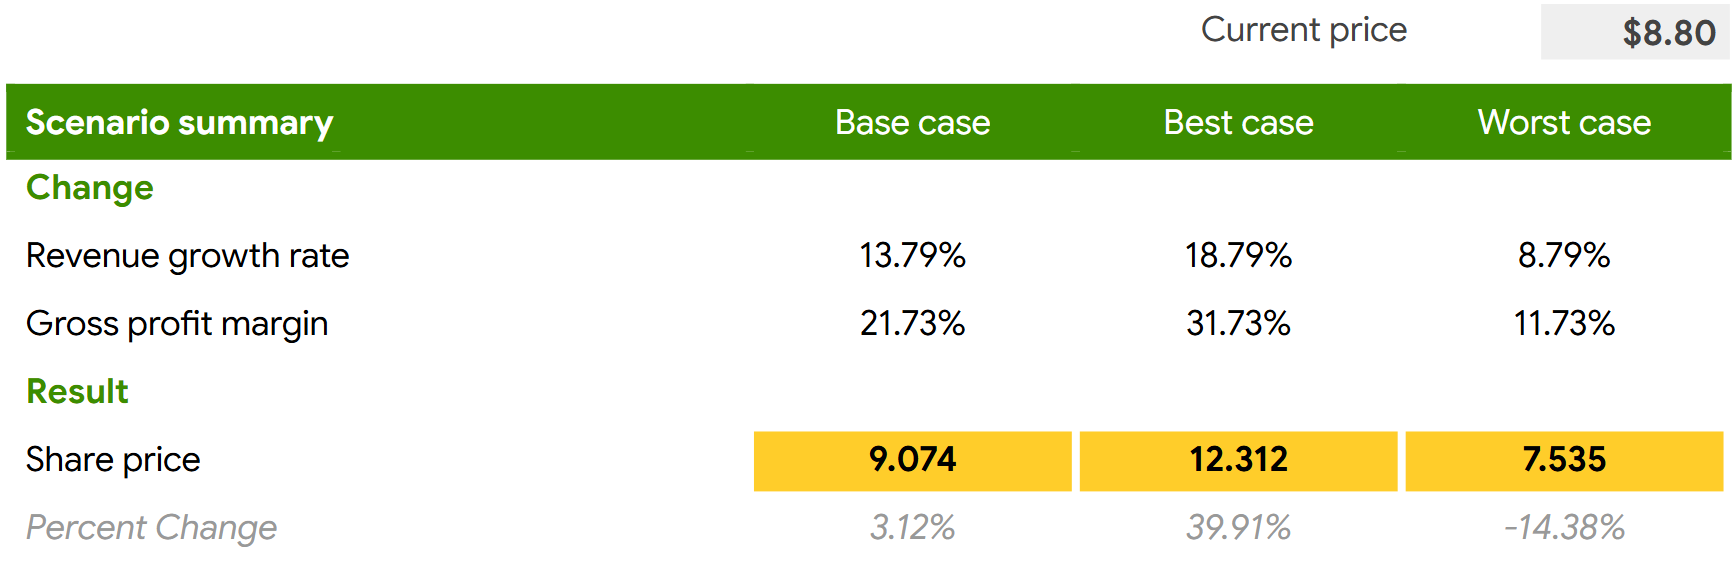 Current price $8.80
Scenario summary Base case Best case Worst case
Change
Revenue growth rate 13.79% 18.79% 8.79%
Gross profit margin 21.73% 31.73% 11.73%
Result
Share price 9.074 12.312 7.535
Percent Change 3.12% 39.91% -14.38%